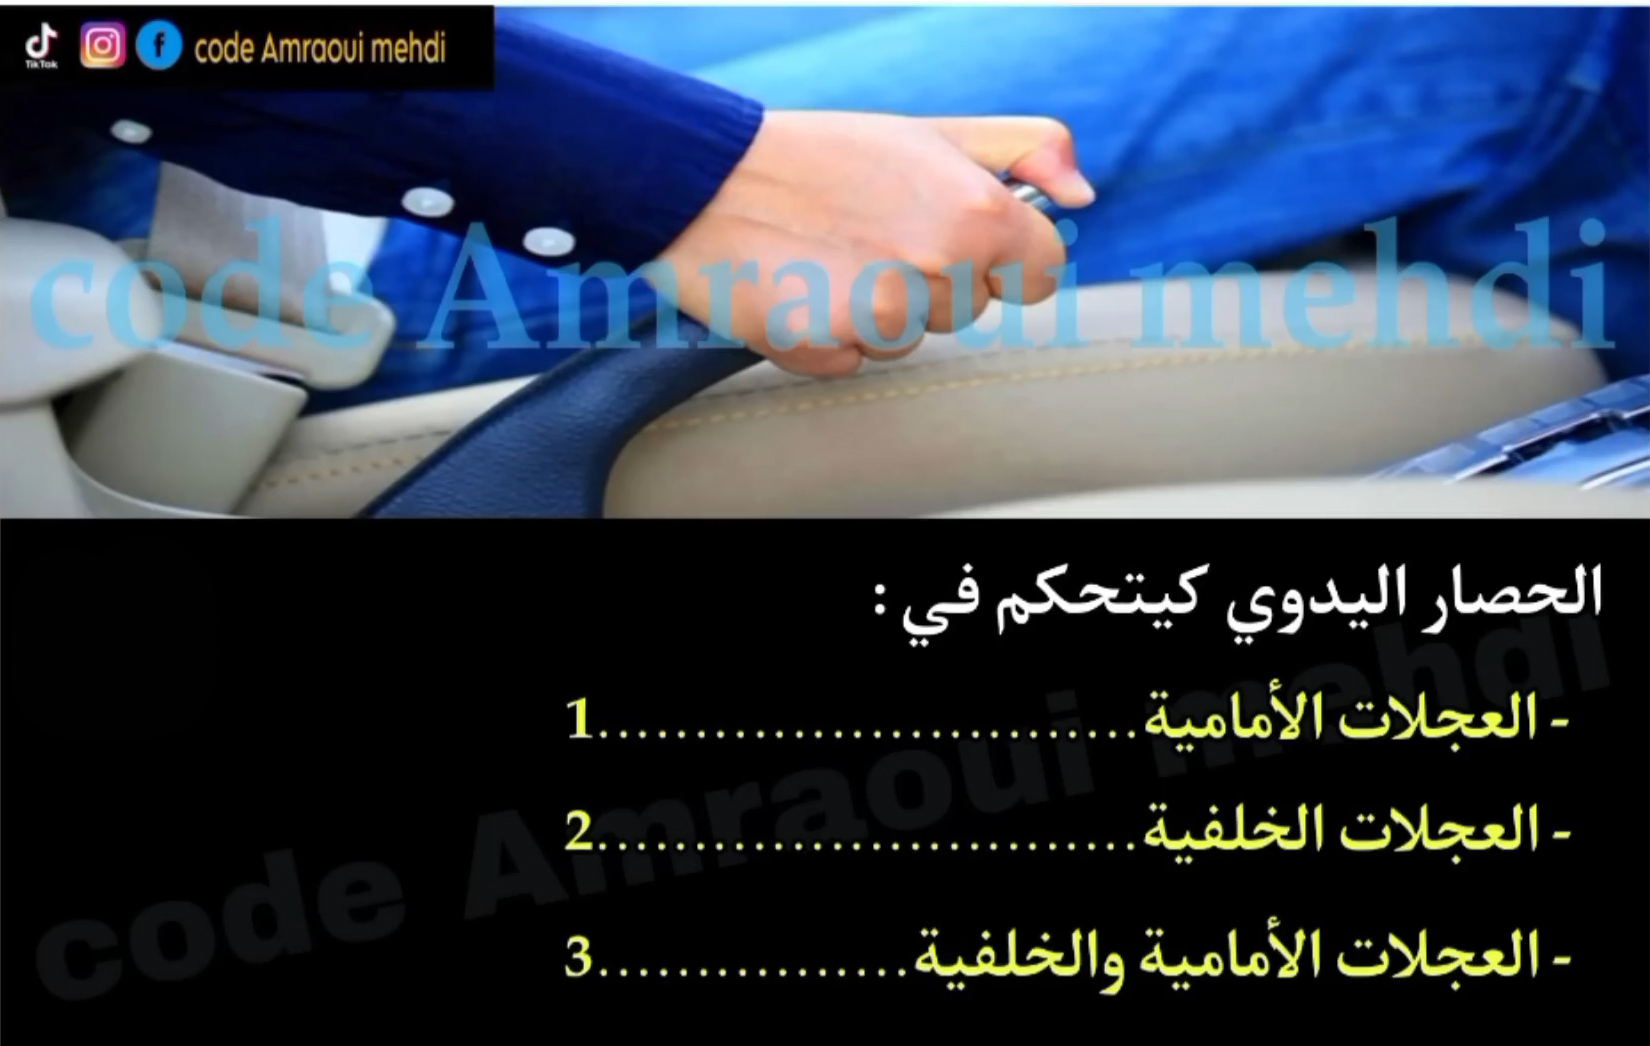 TikTok
code Amraoui mehdi
code Amraoui mehdi
الحصار اليدوي كيتحكم في :
- العجلات الأمامية...........................1
- العجلات الخلفية...........................2
- العجلات الأمامية والخلفية................3
code Amraoui mehdi